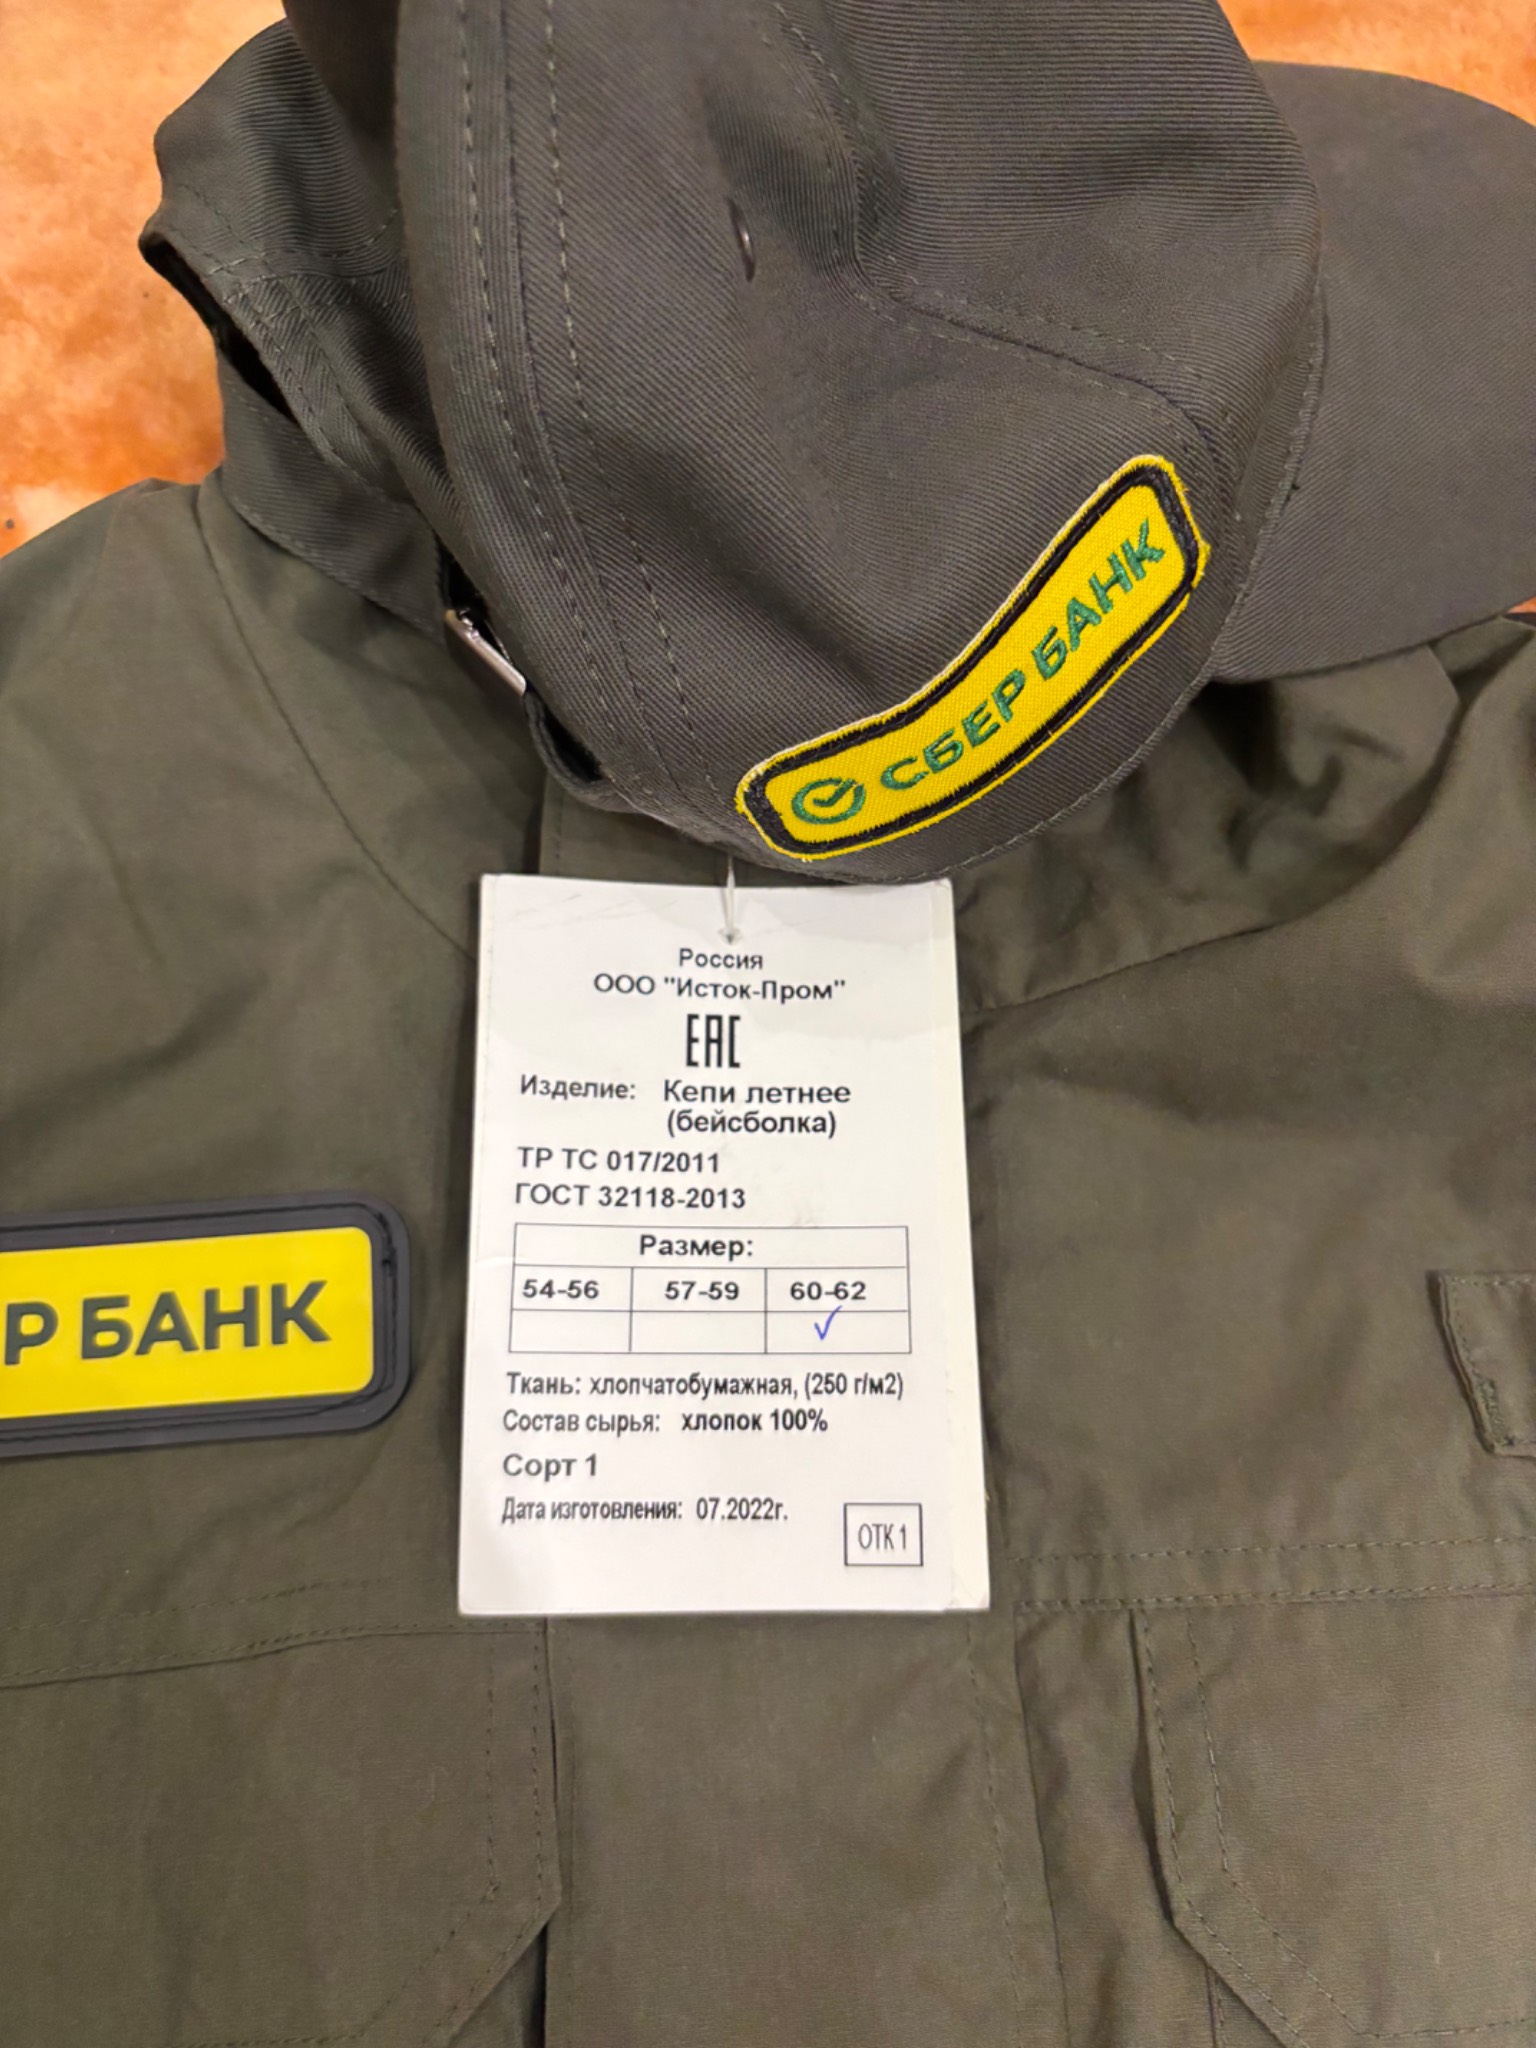 СБЕР БАНК
Россия
ООО "Исток-Пром"
ЕАС
Изделие: Кепи летнее
(бейсболка)
ТР ТС 017/2011
ГОСТ 32118-2013
Размер:
54-56 57-59 60-62
Ткань: хлопчатобумажная, (250 г/м2)
Состав сырья: хлопок 100%
Сорт 1
Дата изготовления: 07.2022г.
ОТК 1
Р БАНК